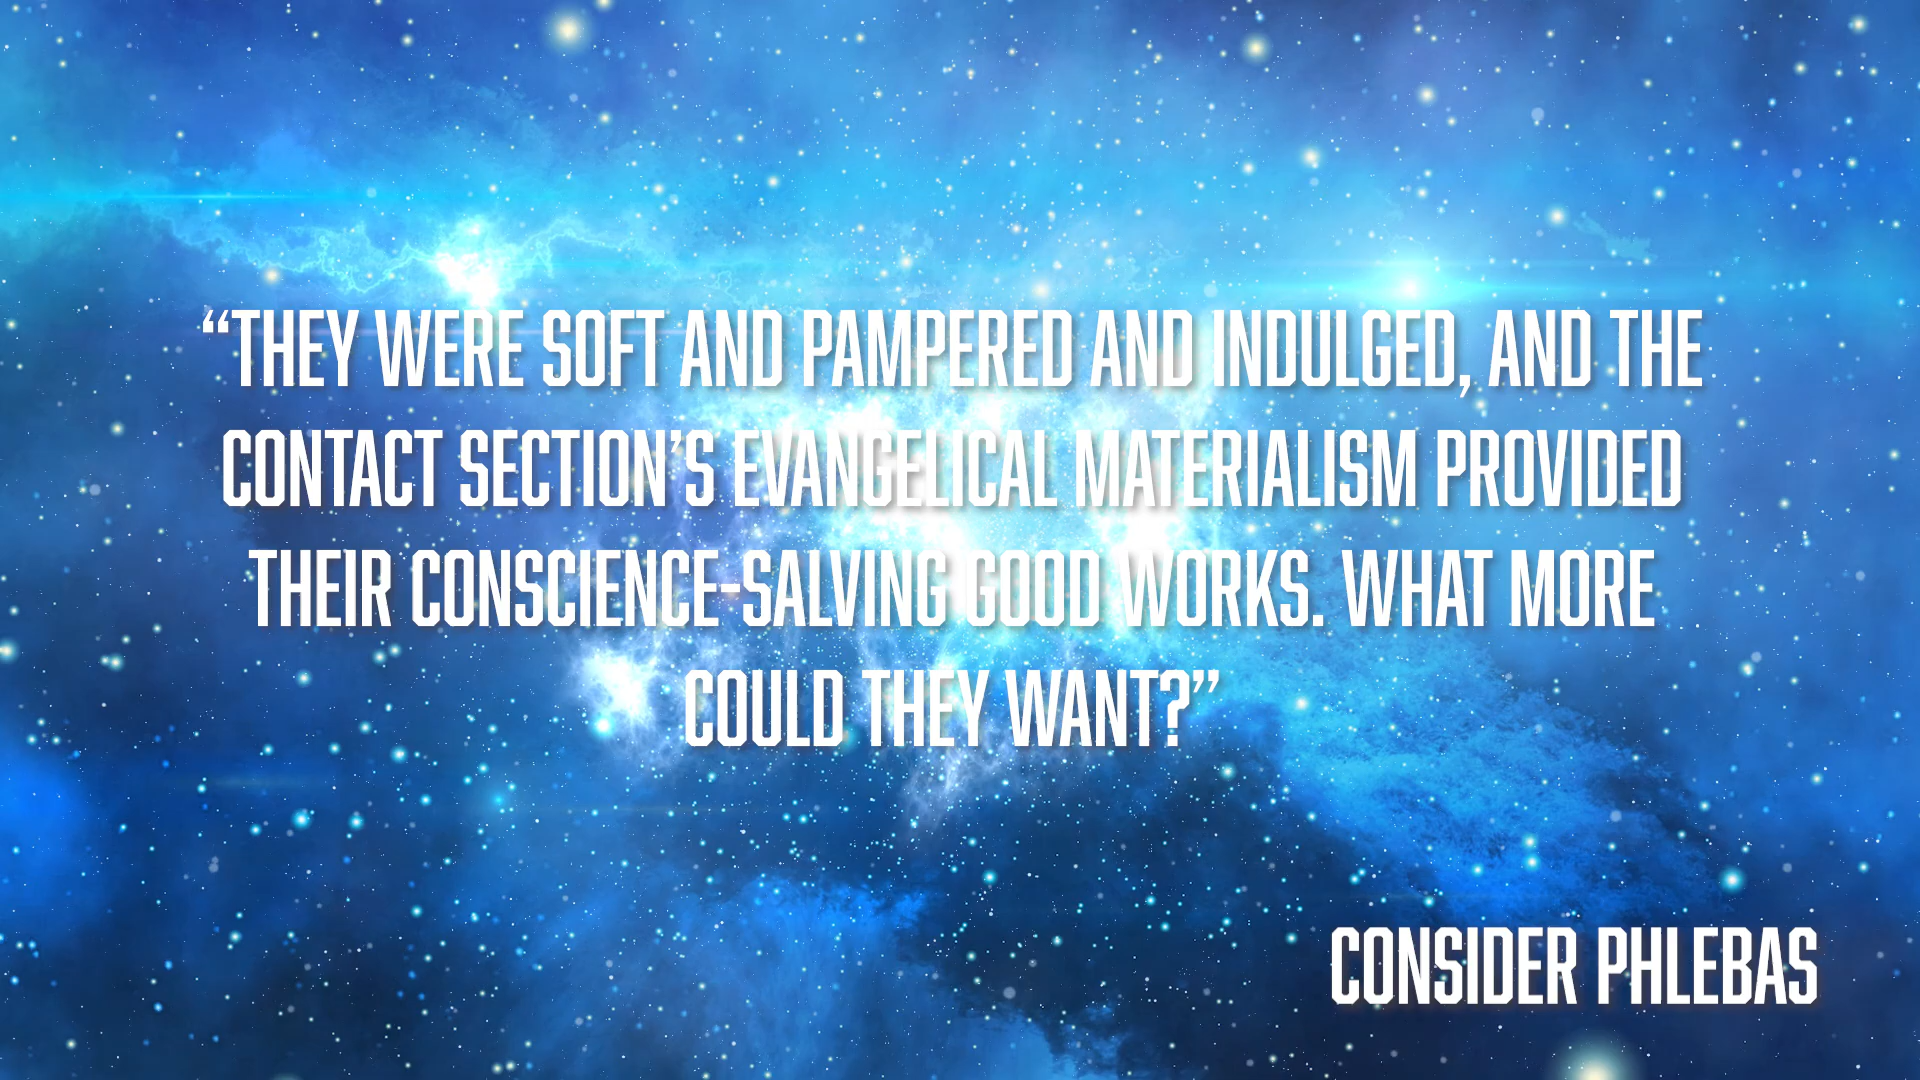 “THEY WERE SOFT AND PAMPERED AND INDULGED, AND THE
CONTACT SECTION’S EVANGELICAL MATERIALISM PROVIDED
THEIR CONSCIENCE-SALVING GOOD WORKS. WHAT MORE
COULD THEY WANT?”
CONSIDER PHLEBAS